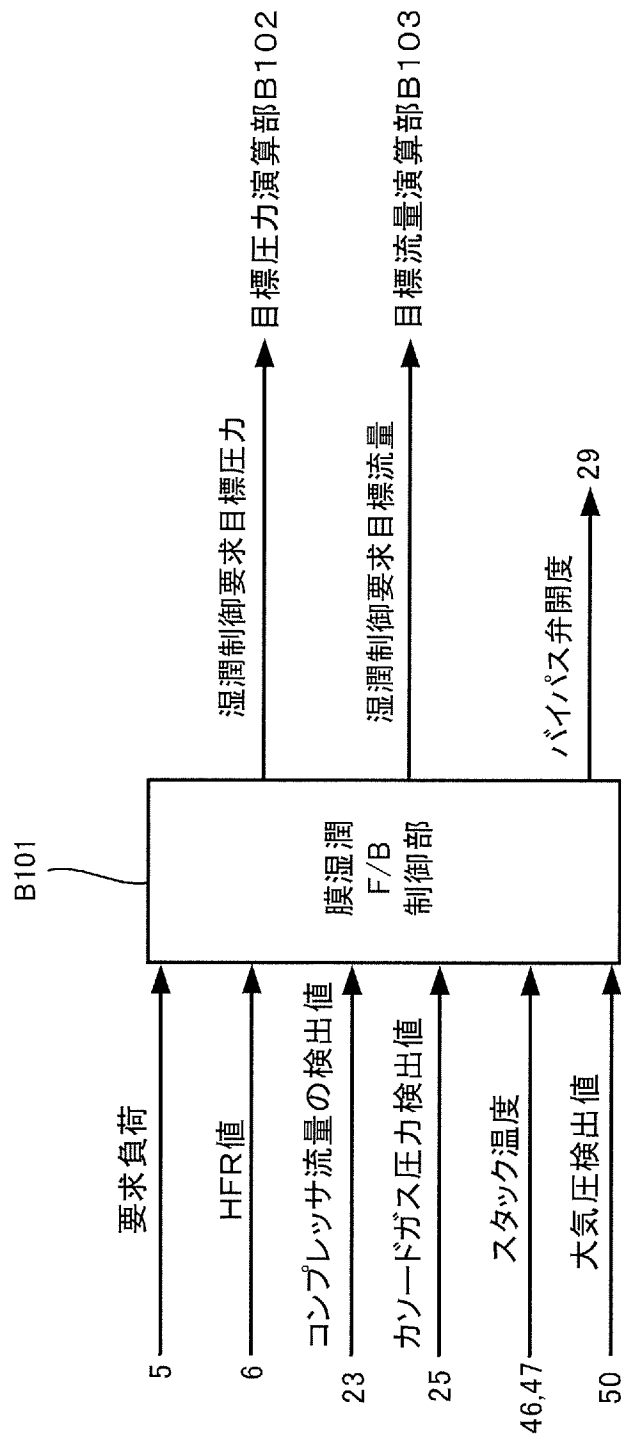 B101
膜湿潤
F/B
制御部
要求負荷
5
HFR値
6
コンプレッサ流量の検出値
23
カソードガス圧力検出値
25
スタック温度
46,47
大気圧検出値
50
湿潤制御要求目標圧力
目標圧力演算部B102
湿潤制御要求目標流量
目標流量演算部B103
バイパス弁開度
29